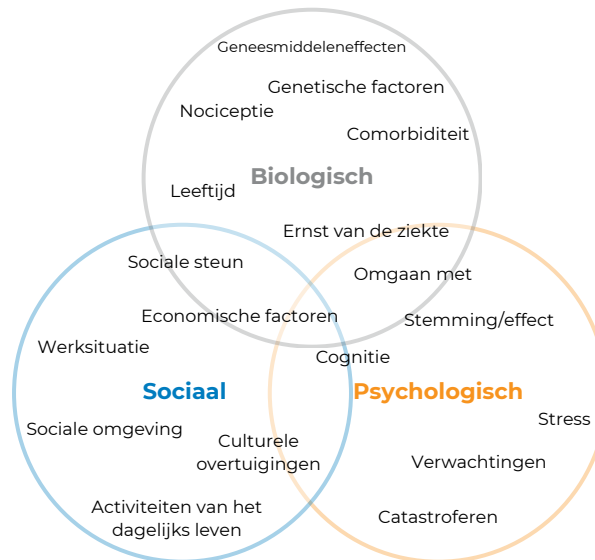 Geneesmiddeleneffecten
Genetische factoren
Nociceptie
Comorbiditeit
Biologisch
Leeftijd
Ernst van de ziekte
Sociale steun
Omgaan met
Economische factoren
Stemming/effect
Werksituatie
Cognitie
Sociaal
Psychologisch
Stress
Sociale omgeving
Culturele
overtuigingen
Verwachtingen
Activiteiten van het
dagelijks leven
Catastroferen